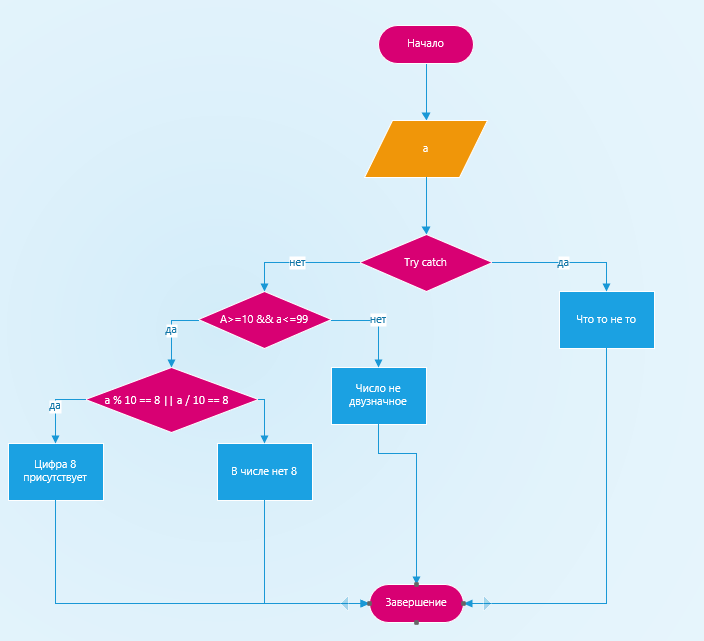 Начало
a
Try catch
нет
да
A>=10 && a<=99
Что то не то
да
нет
a % 10 == 8 || a / 10 == 8
Число не
двузначное
да
Цифра 8
присутствует
В числе нет 8
Завершение